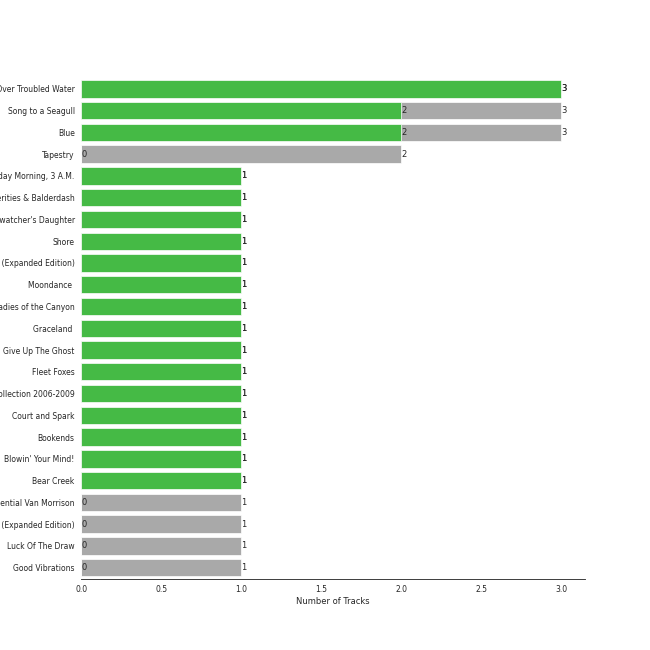 Over Troubled Water 3
Song to a Seagull 2 3
Blue 2 3
Tapestry 0 2
day Morning, 3 A.M. 1
erities & Balderdash 1
watcher's Daughter 1
Shore 1
(Expanded Edition) 1
Moondance 1
adies of the Canyon 1
Graceland 1
Give Up The Ghost 1
Fleet Foxes 1
ollection 2006-2009 1
Court and Spark 1
Bookends 1
Blowin' Your Mind! 1
Bear Creek 1
ential Van Morrison 0 1
(Expanded Edition) 0 1
Luck Of The Draw 0 1
Good Vibrations 0 1
0.0 0.5 1.0 1.5 2.0 2.5 3.0
Number of Tracks